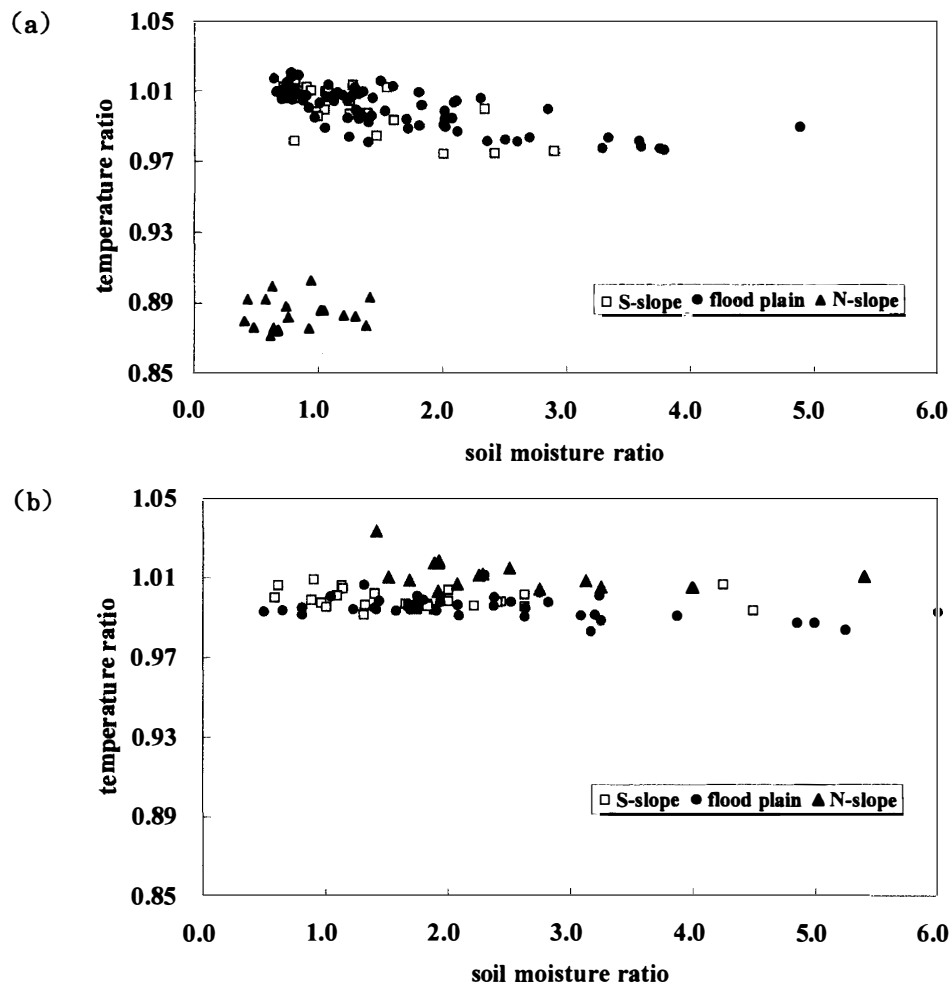 (a)
1.05
1.01
0.97
0.93
0.89
0.85
temperature ratio
□ S-slope ● flood plain ▲ N-slope
0.0 1.0 2.0 3.0 4.0 5.0 6.0
soil moisture ratio
(b)
1.05
1.01
0.97
0.93
0.89
0.85
temperature ratio
□ S-slope ● flood plain ▲ N-slope
0.0 1.0 2.0 3.0 4.0 5.0 6.0
soil moisture ratio